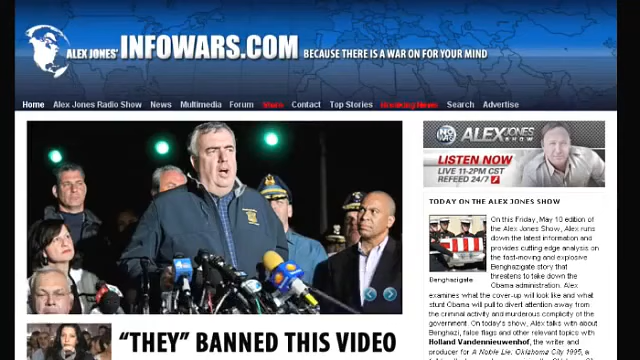 ALEX JONES' INFOWARS.COM BECAUSE THERE IS A WAR ON FOR YOUR MIND
Home Alex Jones Radio Show News Multimedia Forum Store Contact Top Stories Breaking News Search Advertise
ALEX JONES SHOW
LISTEN NOW
LIVE 11-2PM CST
REFEED 24/7
TODAY ON THE ALEX JONES SHOW
On this Friday, May 10 edition of
the Alex Jones Show, Alex runs
down the latest information and
provides cutting edge analysis on
the fast-moving and explosive
Benghazigate story that
threatens to take down the
Obama administration. Alex
Benghazigate
examines what the cover-up will look like and what
stunt Obama will pull to divert attention away from
the criminal activity and murderous complicity of the
government. On today's show, Alex talks with about
Benghazi, false flags and other relevant topics with
Holland Vandennieuwenhof, the writer and
producer of A Noble Lie, Oklahoma City 1995, a
"THEY" BANNED THIS VIDEO